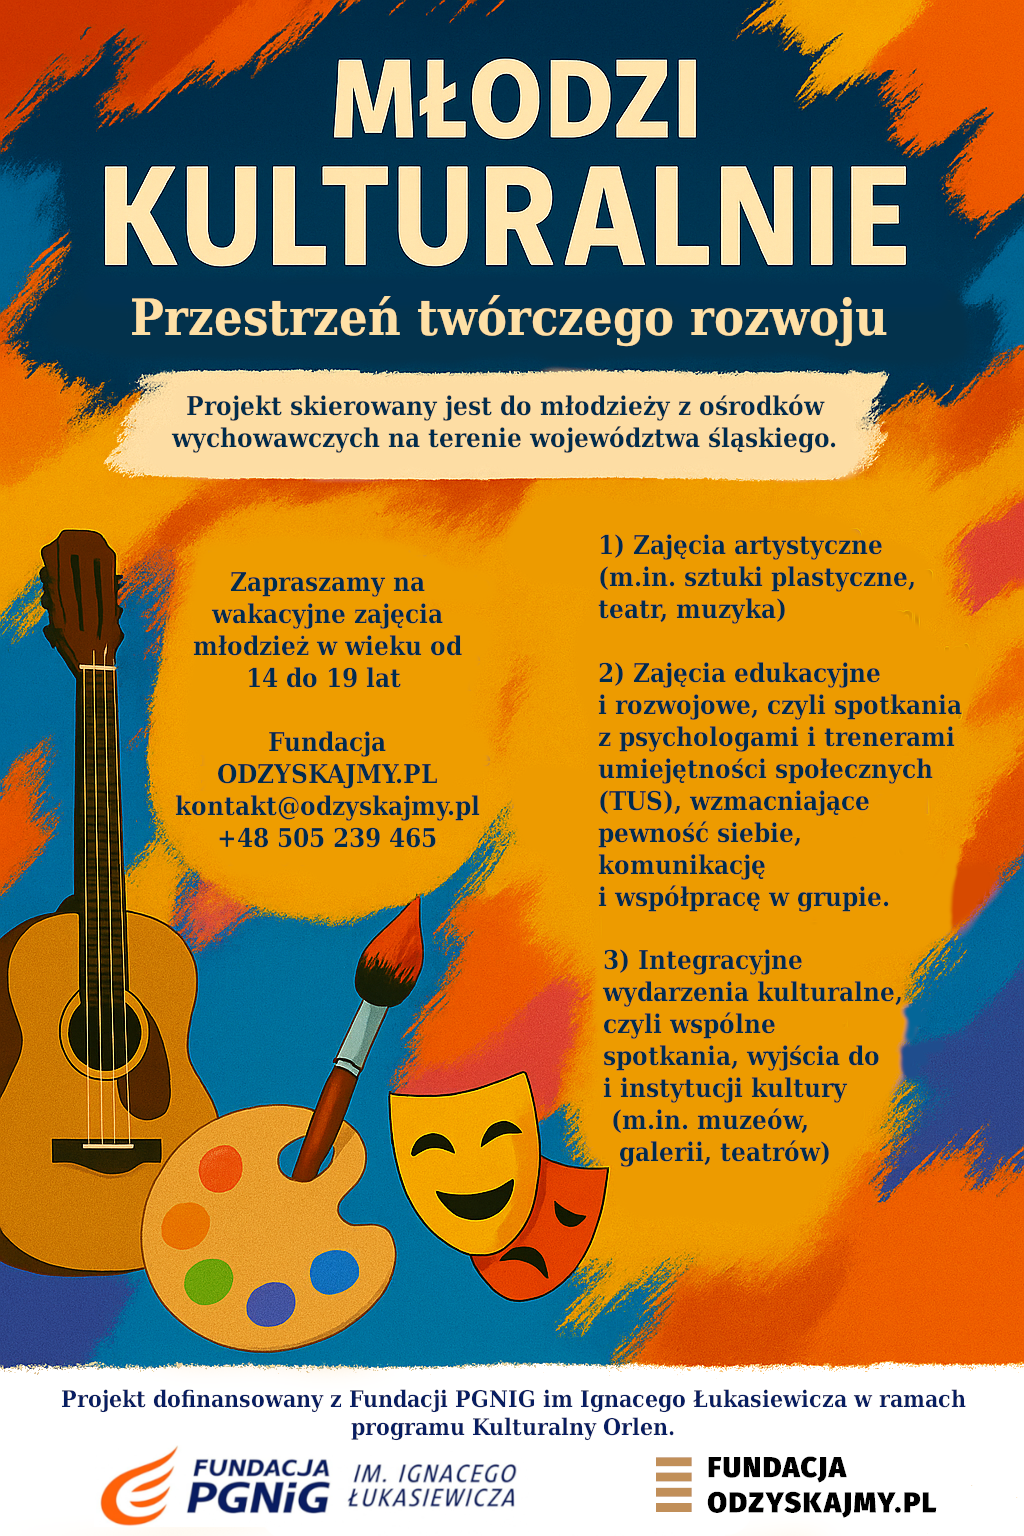 MŁODZI
KULTURALNIE
Przestrzeń twórczego rozwoju
Projekt skierowany jest do młodzieży z ośrodków
wychowawczych na terenie województwa śląskiego.
Zapraszamy na
wakacyjne zajęcia
młodzież w wieku od
14 do 19 lat
Fundacja
ODZYSKAJMY.PL
kontakt@odzyskajmy.pl
+48 505 239 465
1) Zajęcia artystyczne
(m.in. sztuki plastyczne,
teatr, muzyka)
2) Zajęcia edukacyjne
i rozwojowe, czyli spotkania
z psychologami i trenerami
umiejętności społecznych
(TUS), wzmacniające
pewność siebie,
komunikację
i współpracę w grupie.
3) Integracyjne
wydarzenia kulturalne,
czyli wspólne
spotkania, wyjścia do
i instytucji kultury
(m.in. muzeów,
galerii, teatrów)
Projekt dofinansowany z Fundacji PGNIG im Ignacego Łukasiewicza w ramach
programu Kulturalny Orlen.
FUNDACJA
PGNiG
IM. IGNACEGO
ŁUKASIEWICZA
FUNDACJA
ODZYSKAJMY.PL